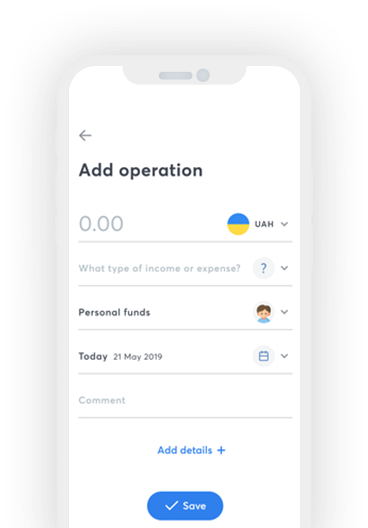 Add operation
0.00 UAH
What type of income or expense? ?
Personal funds
Today 21 May 2019
Comment
Add details +
Save